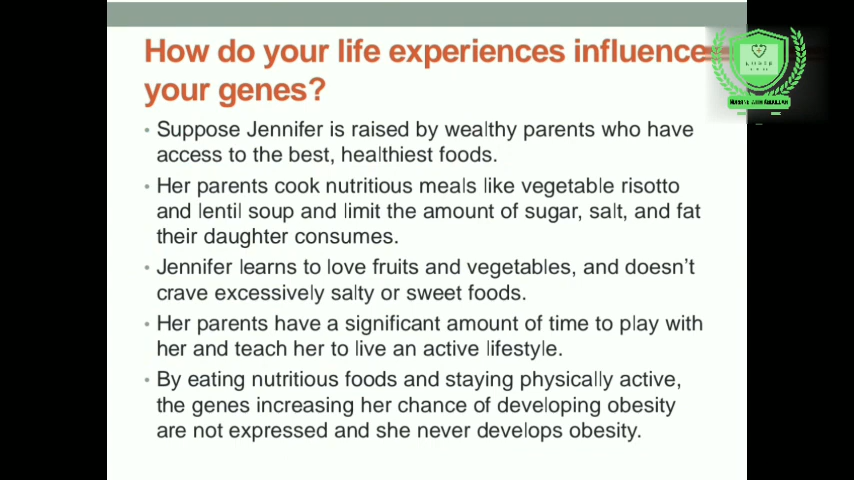 How do your life experiences influence
your genes?
• Suppose Jennifer is raised by wealthy parents who have
access to the best, healthiest foods.
• Her parents cook nutritious meals like vegetable risotto
and lentil soup and limit the amount of sugar, salt, and fat
their daughter consumes.
• Jennifer learns to love fruits and vegetables, and doesn't
crave excessively salty or sweet foods.
• Her parents have a significant amount of time to play with
her and teach her to live an active lifestyle.
• By eating nutritious foods and staying physically active,
the genes increasing her chance of developing obesity
are not expressed and she never develops obesity.